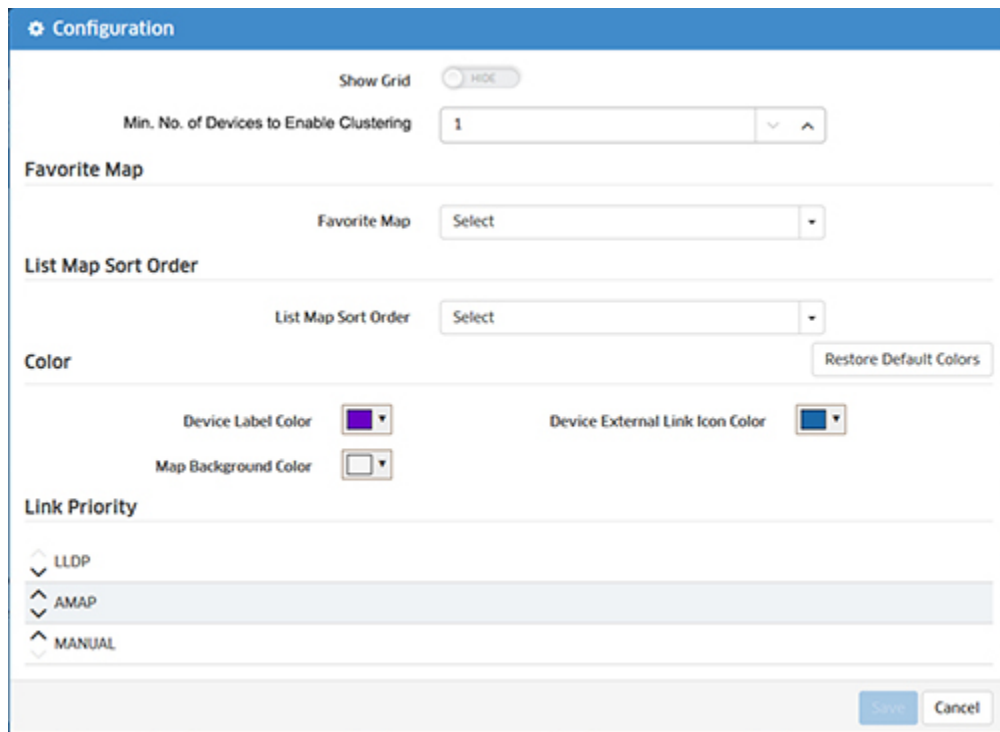 Configuration
Show Grid HIDE
Min. No. of Devices to Enable Clustering 1
Favorite Map
Favorite Map Select
List Map Sort Order
List Map Sort Order Select
Color Restore Default Colors
Device Label Color Device External Link Icon Color
Map Background Color
Link Priority
LLDP
AMAP
MANUAL
Save Cancel